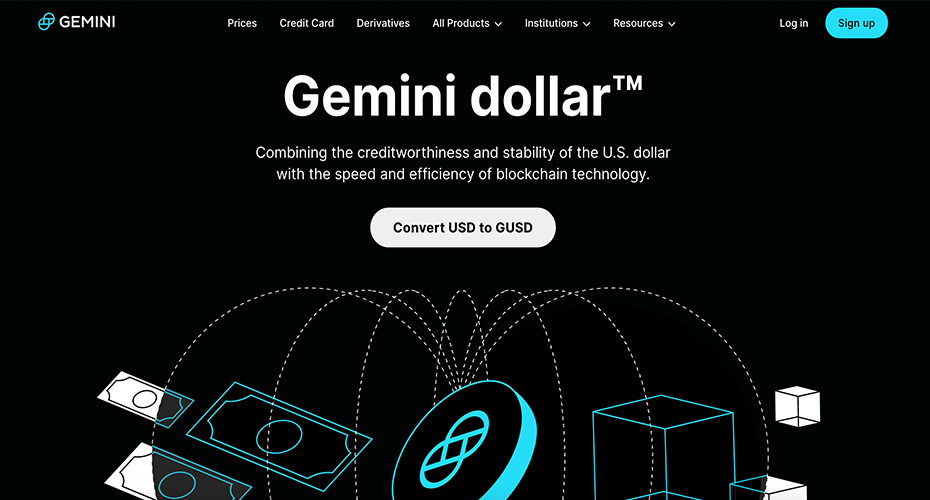 GEMINI Prices Credit Card Derivatives All Products Institutions Resources Log in Sign up
Gemini dollar™
Combining the creditworthiness and stability of the U.S. dollar
with the speed and efficiency of blockchain technology.
Convert USD to GUSD